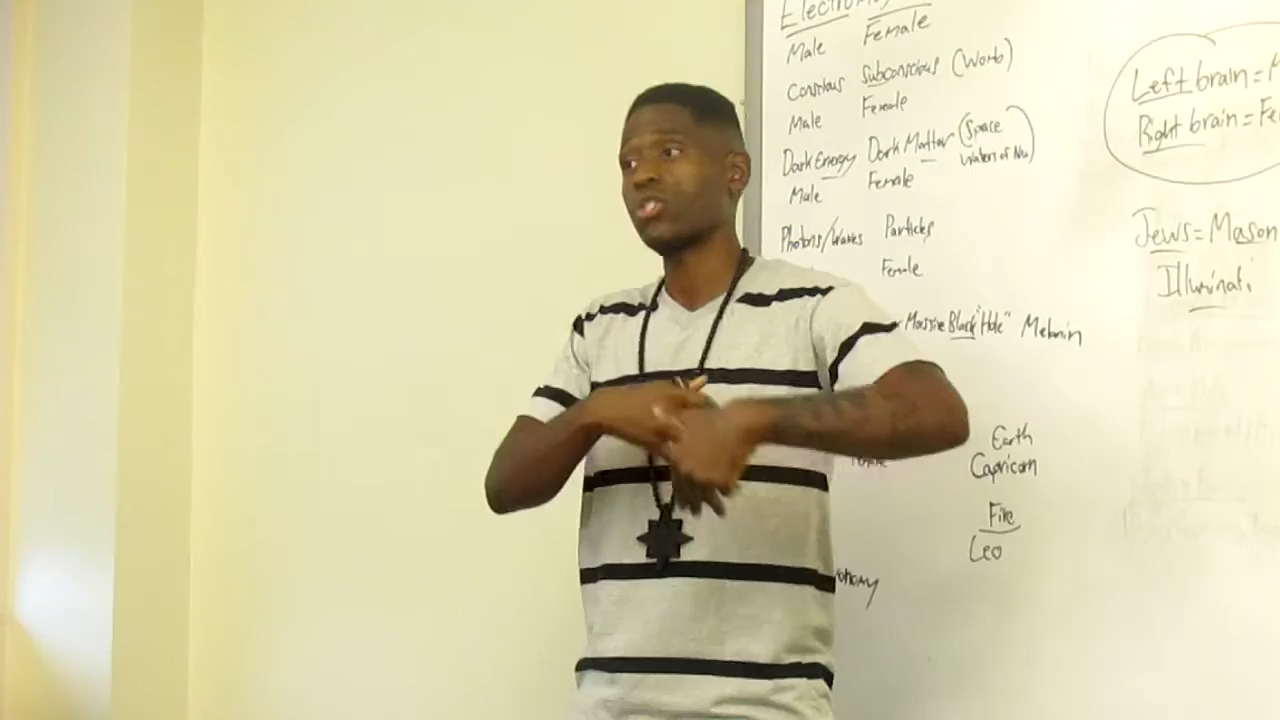 Male Female
Conscious Subconscious (Womb)
Male Female
Dark Energy Dark Matter (Space
Waters of Nu)
Male Female
Photons/Waves Particles
Female
Massive Black "Hole" Melanin
Earth
Capricorn
Fire
Leo
Left brain = M
Right brain = Fe
Jews = Mason
Illuminati